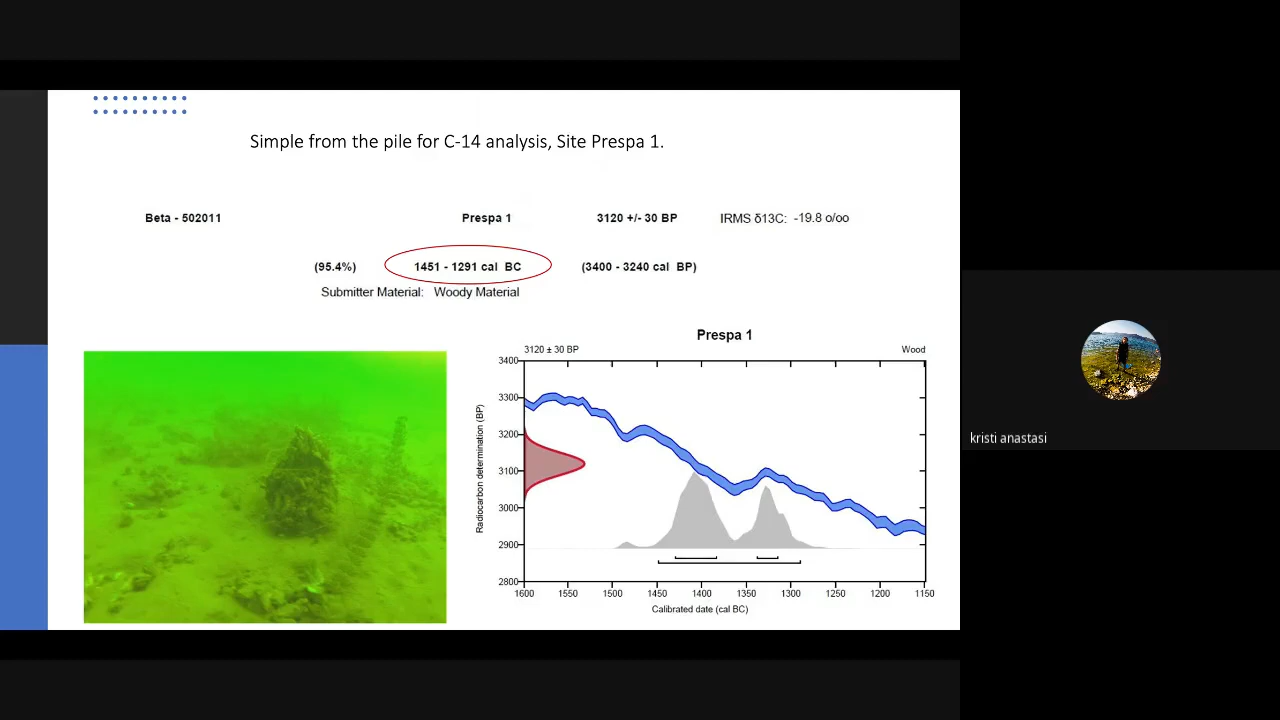 Simple from the pile for C-14 analysis, Site Prespa 1.
Beta - 502011 Prespa 1 3120 +/- 30 BP IRMS δ13C: -19.8 o/oo
(95.4%) 1451 - 1291 cal BC (3400 - 3240 cal BP)
Submitter Material: Woody Material
Prespa 1
3120 ± 30 BP Wood
Radiocarbon determination (BP)
3400
3300
3200
3100
3000
2900
2800
1600 1550 1500 1450 1400 1350 1300 1250 1200 1150
Calibrated date (cal BC)
kristi anastasi